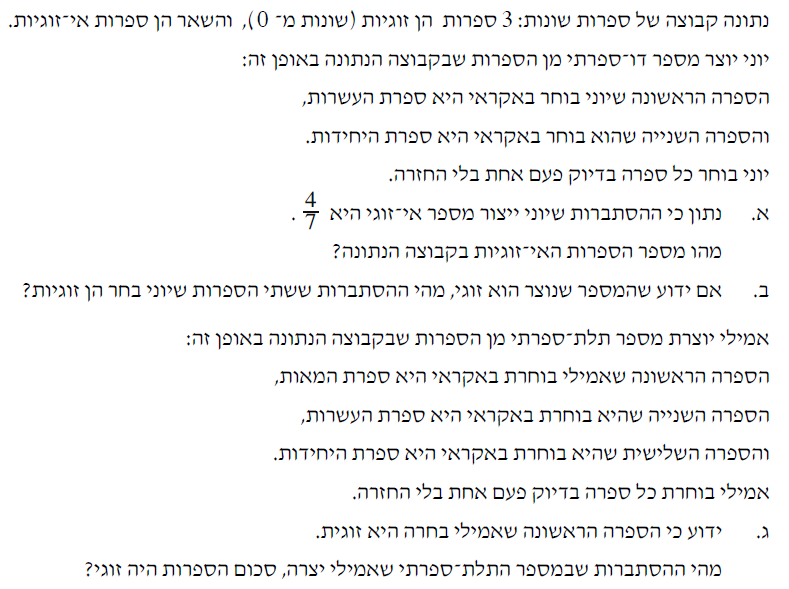 נתונה קבוצה של ספרות שונות: 3 ספרות הן זוגיות (שונות מ־ 0), והשאר הן ספרות אי־זוגיות.
יוני יוצר מספר דו־ספרתי מן הספרות שבקבוצה הנתונה באופן זה:
הספרה הראשונה שיוני בוחר באקראי היא ספרת העשרות,
והספרה השנייה שהוא בוחר באקראי היא ספרת היחידות.
יוני בוחר כל ספרה בדיוק פעם אחת בלי החזרה.
א. נתון כי ההסתברות שיוני ייצור מספר אי־זוגי היא 4/7 .
מהו מספר הספרות האי־זוגיות בקבוצה הנתונה?
ב. אם ידוע שהמספר שנוצר הוא זוגי, מהי ההסתברות ששתי הספרות שיוני בחר הן זוגיות?
אמילי יוצרת מספר תלת־ספרתי מן הספרות שבקבוצה הנתונה באופן זה:
הספרה הראשונה שאמילי בוחרת באקראי היא ספרת המאות,
הספרה השנייה שהיא בוחרת באקראי היא ספרת העשרות,
והספרה השלישית שהיא בוחרת באקראי היא ספרת היחידות.
אמילי בוחרת כל ספרה בדיוק פעם אחת בלי החזרה.
ג. ידוע כי הספרה הראשונה שאמילי בחרה היא זוגית.
מהי ההסתברות שבמספר התלת־ספרתי שאמילי יצרה, סכום הספרות היה זוגי?